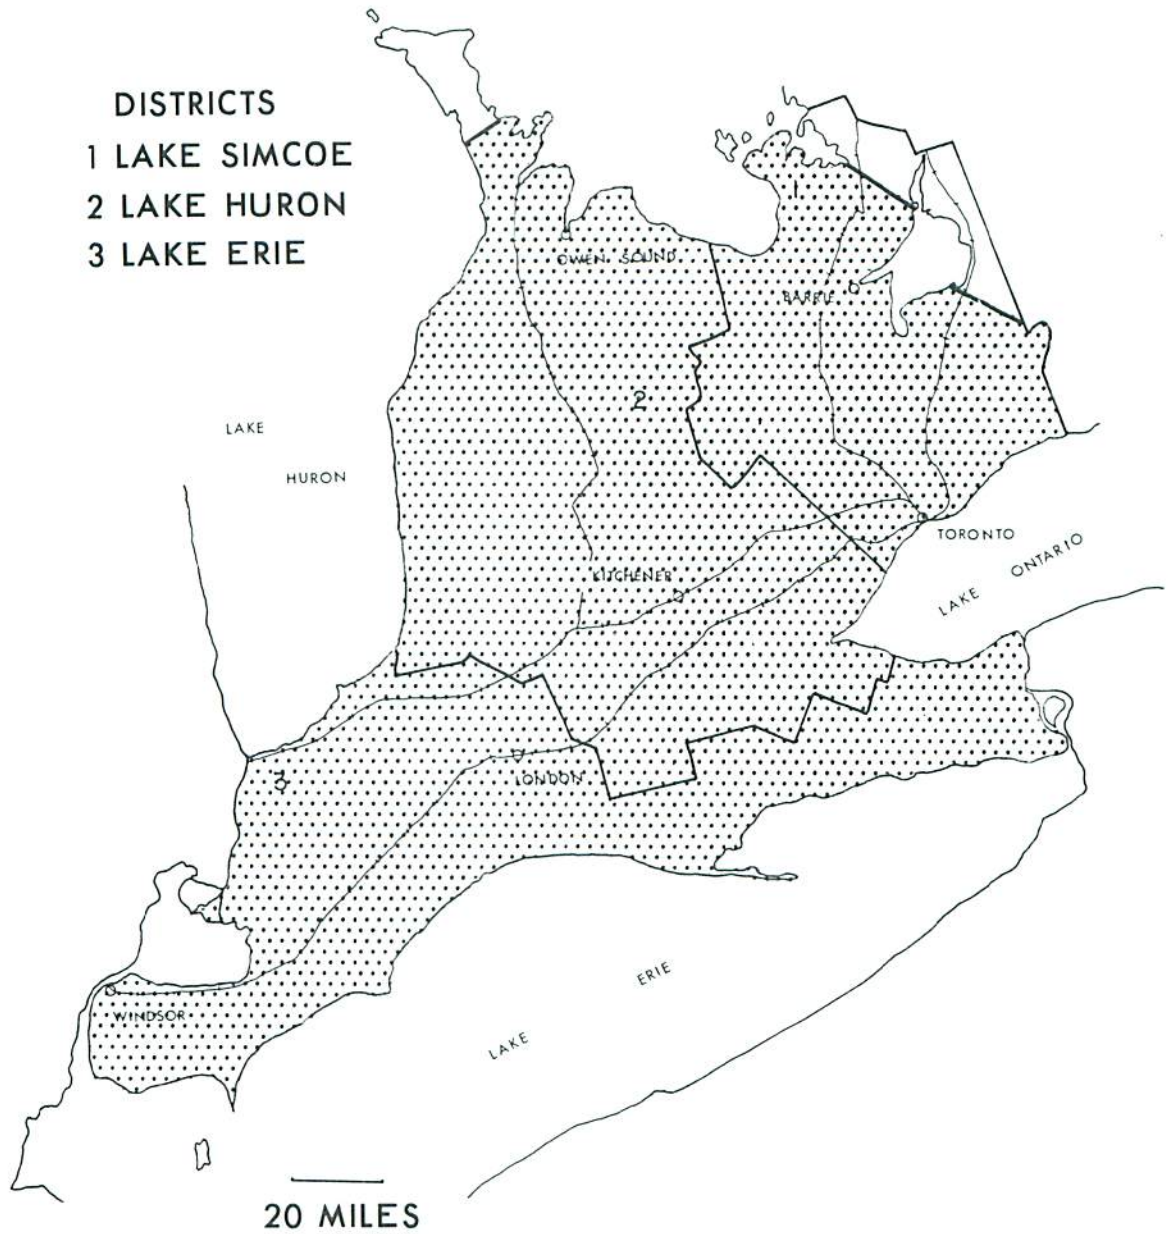 DISTRICTS
1 LAKE SIMCOE
2 LAKE HURON
3 LAKE ERIE
1
OWEN SOUND
BARRIE
2
LAKE
HURON
TORONTO
LAKE ONTARIO
KITCHENER
3
LONDON
ERIE
WINDSOR
LAKE
20 MILES